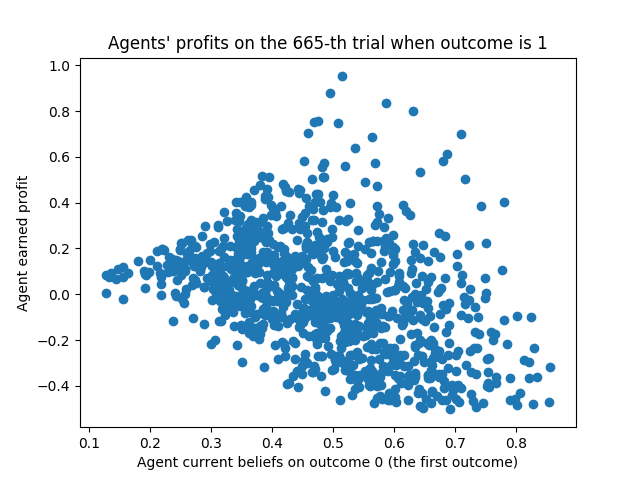 Agents' profits on the 665-th trial when outcome is 1
1.0
0.8
0.6
0.4
0.2
0.0
−0.2
−0.4
Agent earned profit
0.1 0.2 0.3 0.4 0.5 0.6 0.7 0.8
Agent current beliefs on outcome 0 (the first outcome)